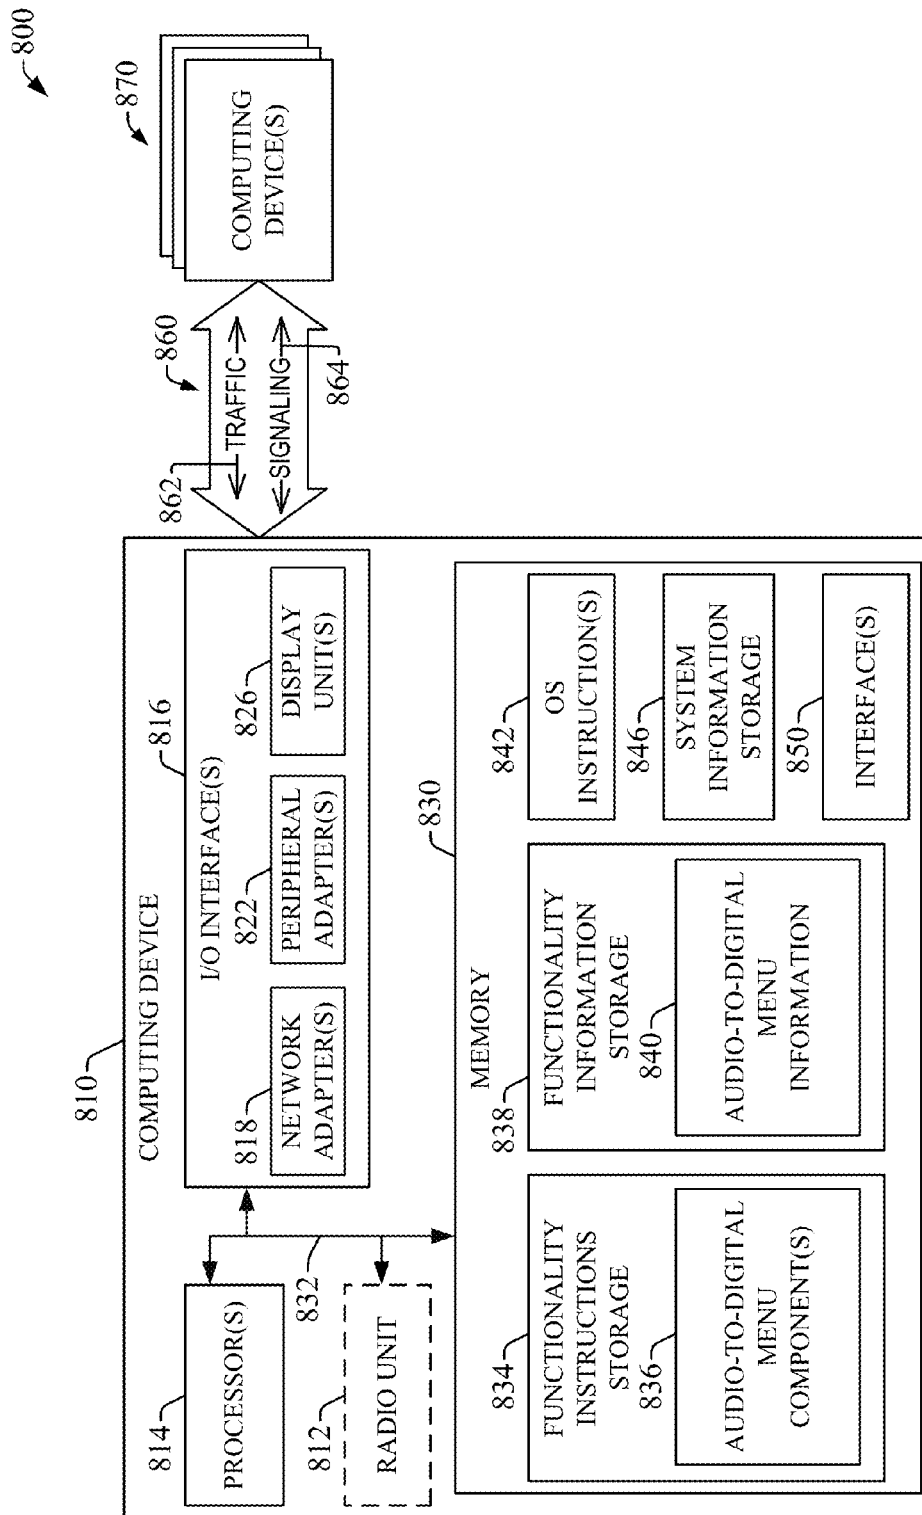 800
810
COMPUTING DEVICE
814
PROCESSOR(S)
812
RADIO UNIT
832
816
I/O INTERFACE(S)
818
NETWORK
ADAPTER(S)
822
PERIPHERAL
ADAPTER(S)
826
DISPLAY
UNIT(S)
830
MEMORY
834
FUNCTIONALITY
INSTRUCTIONS
STORAGE
836
AUDIO-TO-DIGITAL
MENU
COMPONENT(S)
838
FUNCTIONALITY
INFORMATION
STORAGE
840
AUDIO-TO-DIGITAL
MENU
INFORMATION
842
OS
INSTRUCTION(S)
846
SYSTEM
INFORMATION
STORAGE
850
INTERFACE(S)
860
862
TRAFFIC
SIGNALING
864
870
COMPUTING
DEVICE(S)